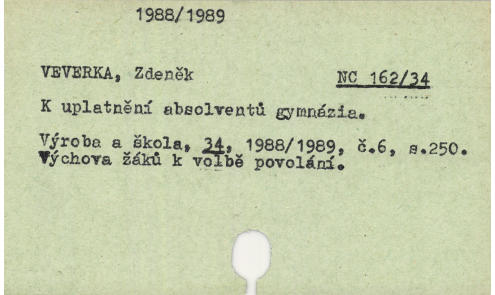 1988/1989
VEVERKA, Zdeněk NC 162/34
K uplatnění absolventů gymnázia.
Výroba a škola, 34, 1988/1989, č.6, s.250.
Výchova žáků k volbě povolání.